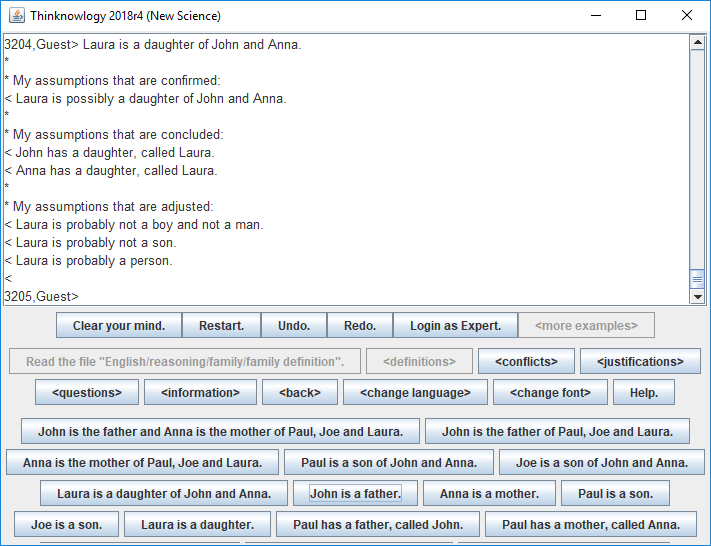 Thinknowlogy 2018r4 (New Science)
3204,Guest> Laura is a daughter of John and Anna.
*
* My assumptions that are confirmed:
< Laura is possibly a daughter of John and Anna.
*
* My assumptions that are concluded:
< John has a daughter, called Laura.
< Anna has a daughter, called Laura.
*
* My assumptions that are adjusted:
< Laura is probably not a boy and not a man.
< Laura is probably not a son.
< Laura is probably a person.
<
3205,Guest>
Clear your mind. Restart. Undo. Redo. Login as Expert. <more examples>
Read the file "English/reasoning/family/family definition". <definitions> <conflicts> <justifications>
<questions> <information> <back> <change language> <change font> Help.
John is the father and Anna is the mother of Paul, Joe and Laura. John is the father of Paul, Joe and Laura.
Anna is the mother of Paul, Joe and Laura. Paul is a son of John and Anna. Joe is a son of John and Anna.
Laura is a daughter of John and Anna. John is a father. Anna is a mother. Paul is a son.
Joe is a son. Laura is a daughter. Paul has a father, called John. Paul has a mother, called Anna.